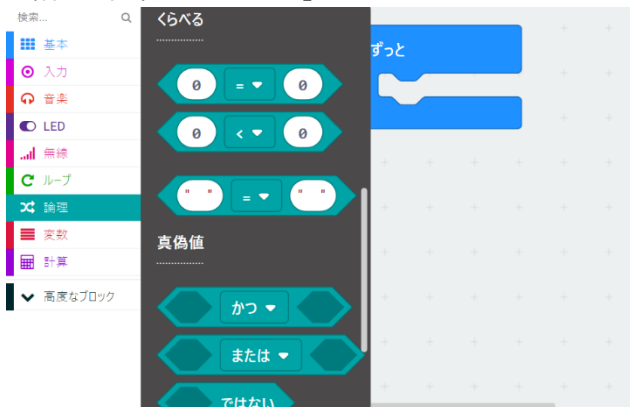 検索...
基本
入力
音楽
LED
無線
ループ
論理
変数
計算
高度なブロック
くらべる
0 = 0
0 < 0
" " = " "
真偽値
かつ
または
ではない
ずっと